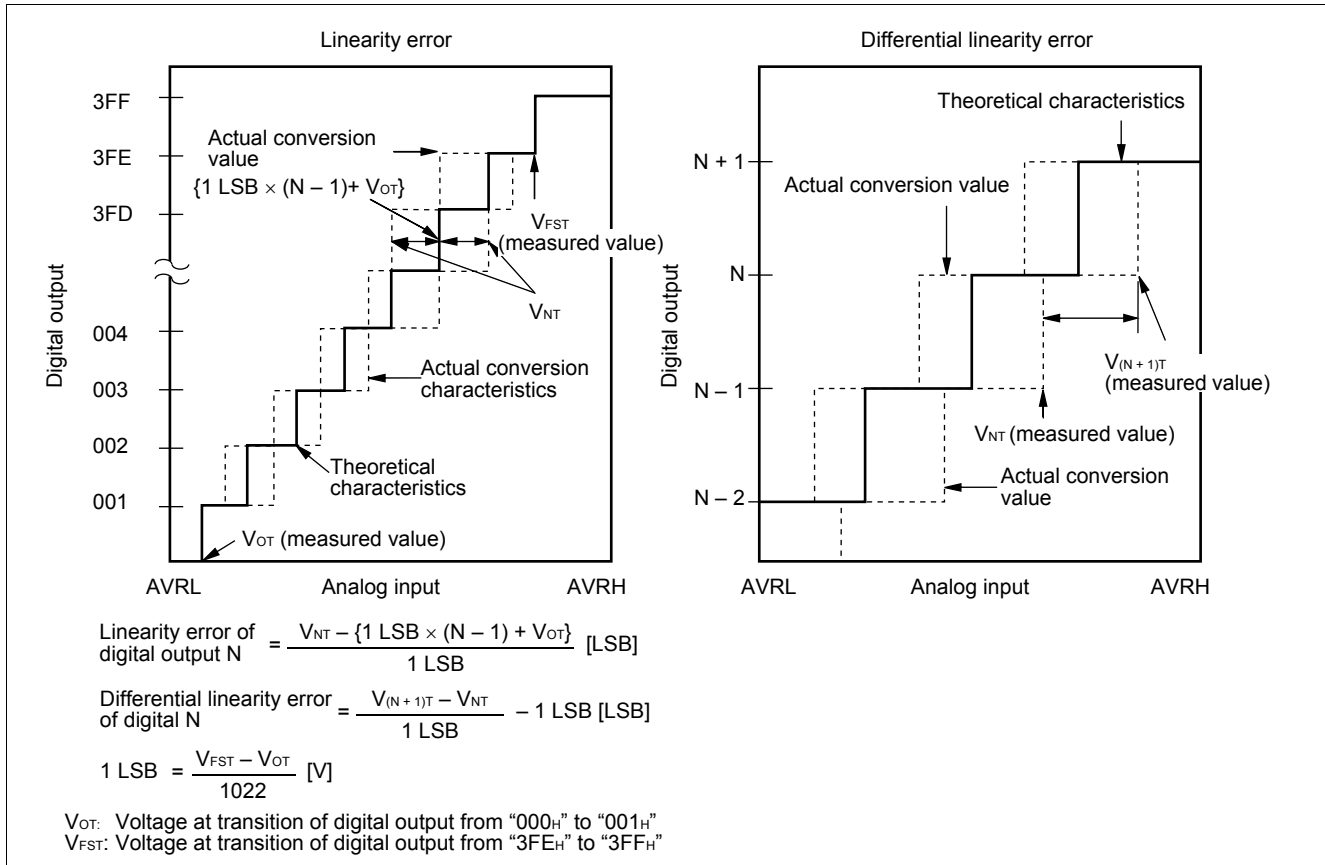 Linearity error
3FF
3FE
3FD
004
003
002
001
Digital output
Actual conversion
value
{1 LSB × (N – 1)+ VOT}
VFST
(measured value)
VNT
Actual conversion
characteristics
Theoretical
characteristics
VOT (measured value)
AVRL
Analog input
AVRH
Differential linearity error
N + 1
N
N – 1
N – 2
Digital output
Theoretical characteristics
Actual conversion value
V(N + 1)T
(measured value)
VNT (measured value)
Actual conversion
value
AVRL
Analog input
AVRH
Linearity error of
digital output N
=
VNT – {1 LSB × (N – 1) + VOT}
1 LSB
[LSB]
Differential linearity error
of digital N
=
V(N + 1)T – VNT
1 LSB
– 1 LSB [LSB]
1 LSB =
VFST – VOT
1022
[V]
VOT: Voltage at transition of digital output from “000H” to “001H”
VFST: Voltage at transition of digital output from “3FEH” to “3FFH”